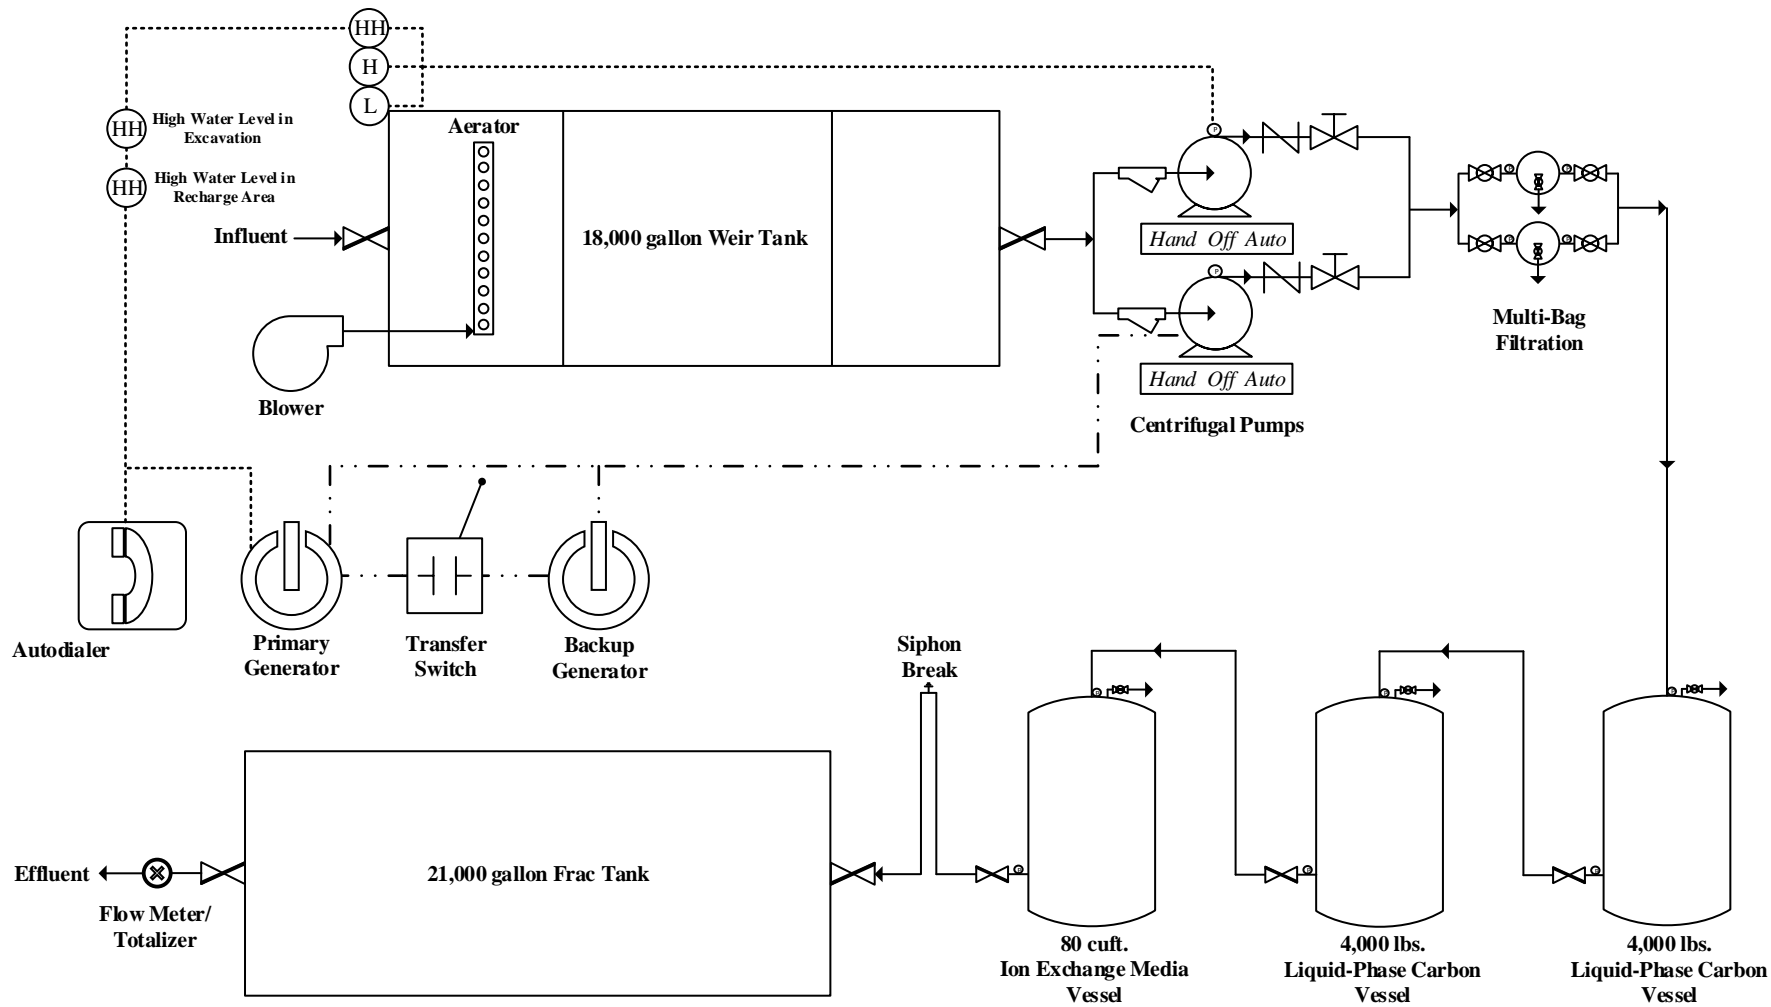 HH
H
L
HH
High Water Level in
Excavation
HH
High Water Level in
Recharge Area
Aerator
Influent
18,000 gallon Weir Tank
Blower
P
Hand Off Auto
P
Hand Off Auto
Centrifugal Pumps
P
P
P
P
Multi-Bag
Filtration
Autodialer
Primary
Generator
Transfer
Switch
Backup
Generator
Siphon
Break
P
P
P
P
P
P
Effluent
Flow Meter/
Totalizer
21,000 gallon Frac Tank
80 cuft.
Ion Exchange Media
Vessel
4,000 lbs.
Liquid-Phase Carbon
Vessel
4,000 lbs.
Liquid-Phase Carbon
Vessel